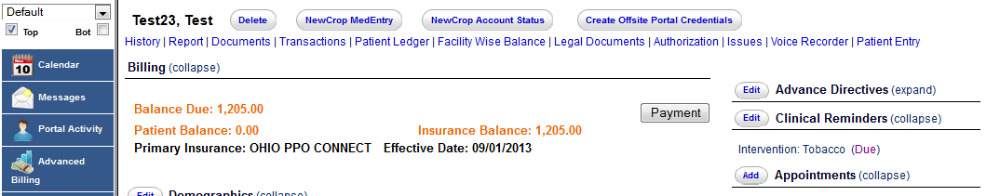 Default
Top Bot
NOV
10
Calendar
Messages
Portal Activity
Advanced
Billing
Test23, Test Delete NewCrop MedEntry NewCrop Account Status Create Offsite Portal Credentials
History | Report | Documents | Transactions | Patient Ledger | Facility Wise Balance | Legal Documents | Authorization | Issues | Voice Recorder | Patient Entry
Billing (collapse)
Balance Due: 1,205.00
Payment
Patient Balance: 0.00 Insurance Balance: 1,205.00
Primary Insurance: OHIO PPO CONNECT Effective Date: 09/01/2013
Edit Demographics (collapse)
Edit Advance Directives (expand)
Edit Clinical Reminders (collapse)
Intervention: Tobacco (Due)
Add Appointments (collapse)